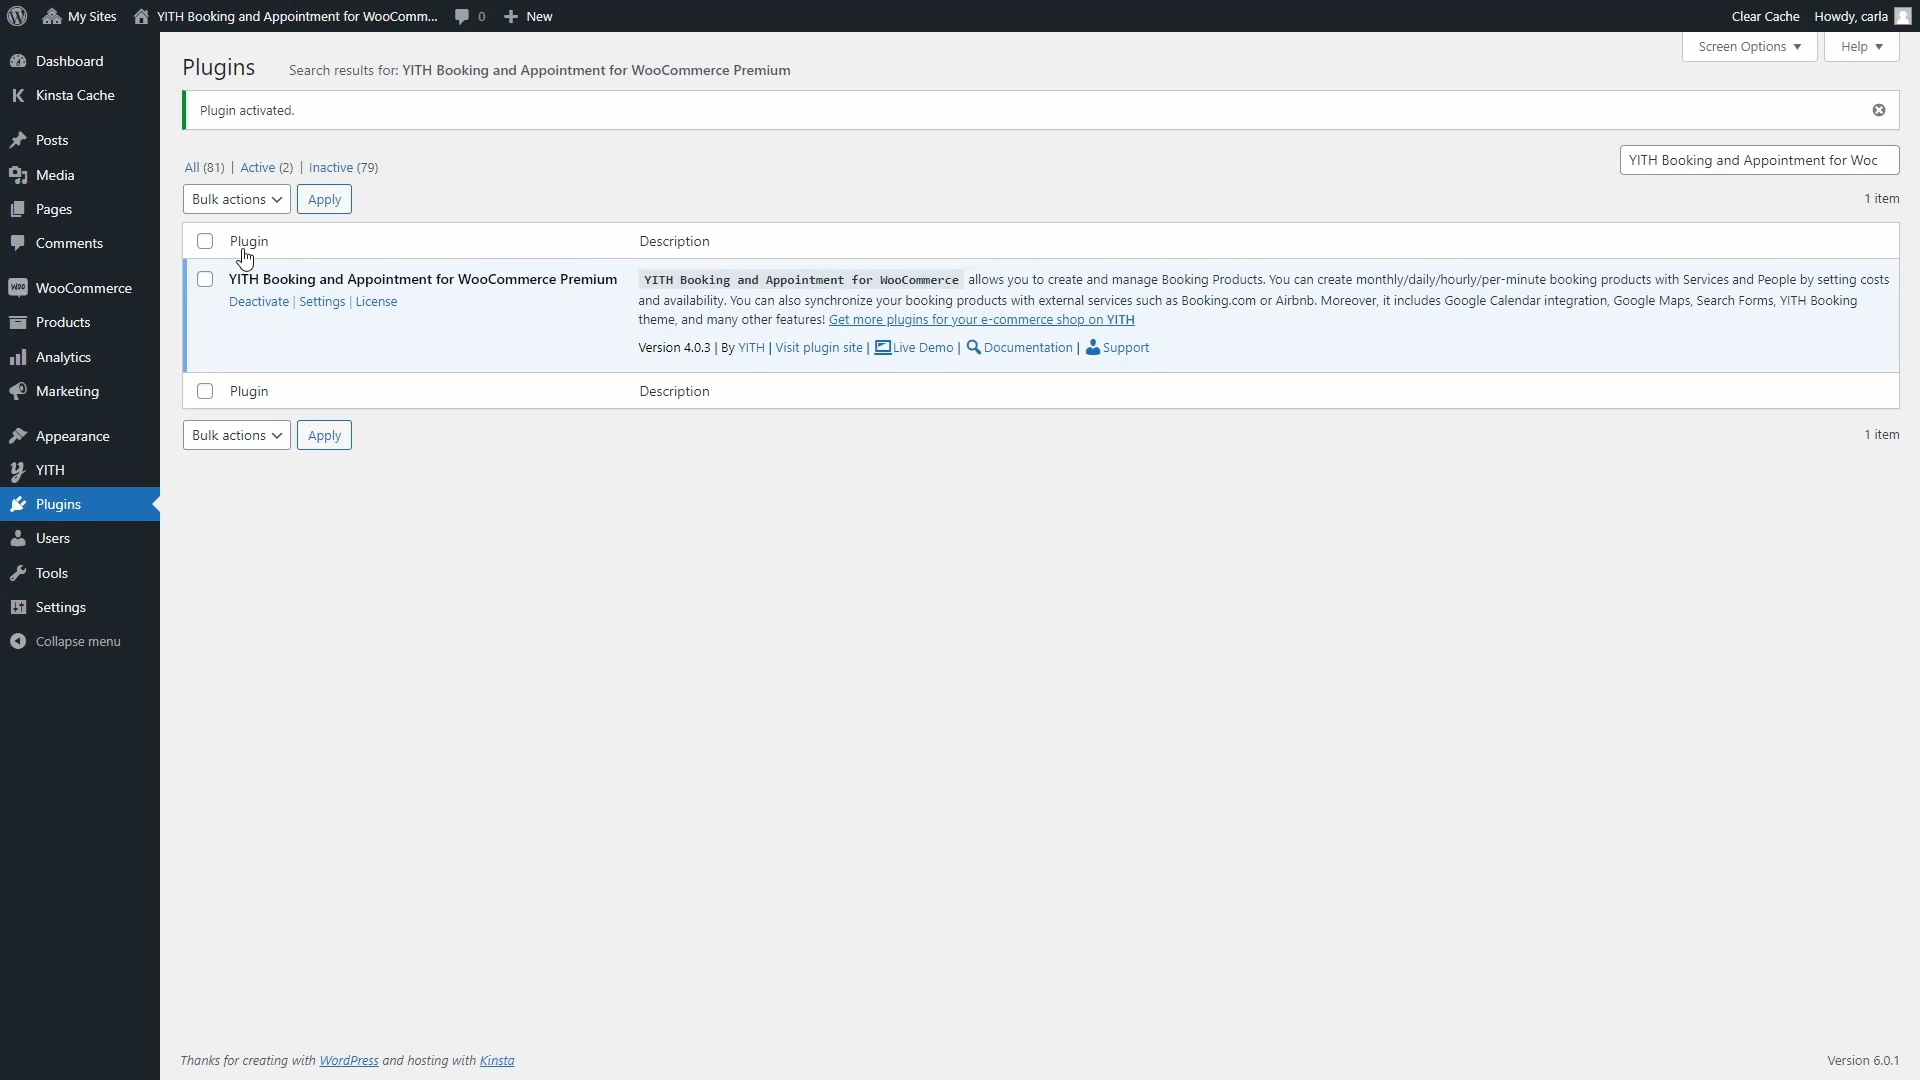 My Sites YITH Booking and Appointment for WooComm... 0 New Clear Cache Howdy, carla
Dashboard
Kinsta Cache
Posts
Media
Pages
Comments
WooCommerce
Products
Analytics
Marketing
Appearance
YITH
Plugins
Users
Tools
Settings
Collapse menu
Screen Options Help
Plugins Search results for: YITH Booking and Appointment for WooCommerce Premium
Plugin activated.
All (81) | Active (2) | Inactive (79)
YITH Booking and Appointment for Woc
Bulk actions Apply 1 item
Plugin Description
YITH Booking and Appointment for WooCommerce Premium
Deactivate | Settings | License
YITH Booking and Appointment for WooCommerce allows you to create and manage Booking Products. You can create monthly/daily/hourly/per-minute booking products with Services and People by setting costs
and availability. You can also synchronize your booking products with external services such as Booking.com or Airbnb. Moreover, it includes Google Calendar integration, Google Maps, Search Forms, YITH Booking
theme, and many other features! Get more plugins for your e-commerce shop on YITH
Version 4.0.3 | By YITH | Visit plugin site | Live Demo | Documentation | Support
Plugin Description
Bulk actions Apply 1 item
Thanks for creating with WordPress and hosting with Kinsta Version 6.0.1